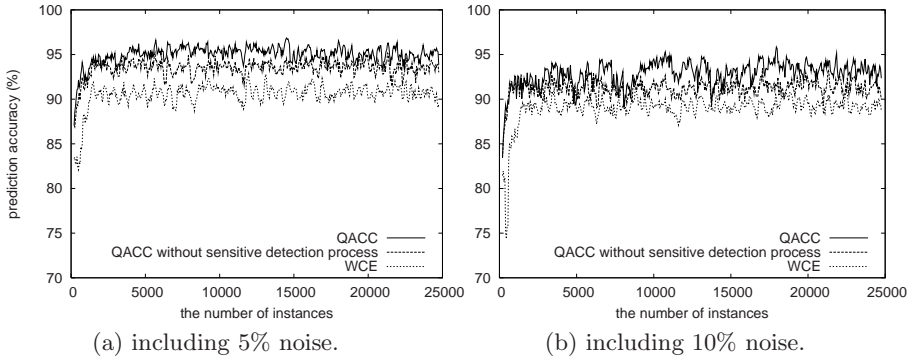 100
95
90
85
80
75
70
prediction accuracy (%)
QACC
QACC without sensitive detection process
WCE
0 5000 10000 15000 20000 25000
the number of instances
(a) including 5% noise.
100
95
90
85
80
75
70
QACC
QACC without sensitive detection process
WCE
0 5000 10000 15000 20000 25000
the number of instances
(b) including 10% noise.